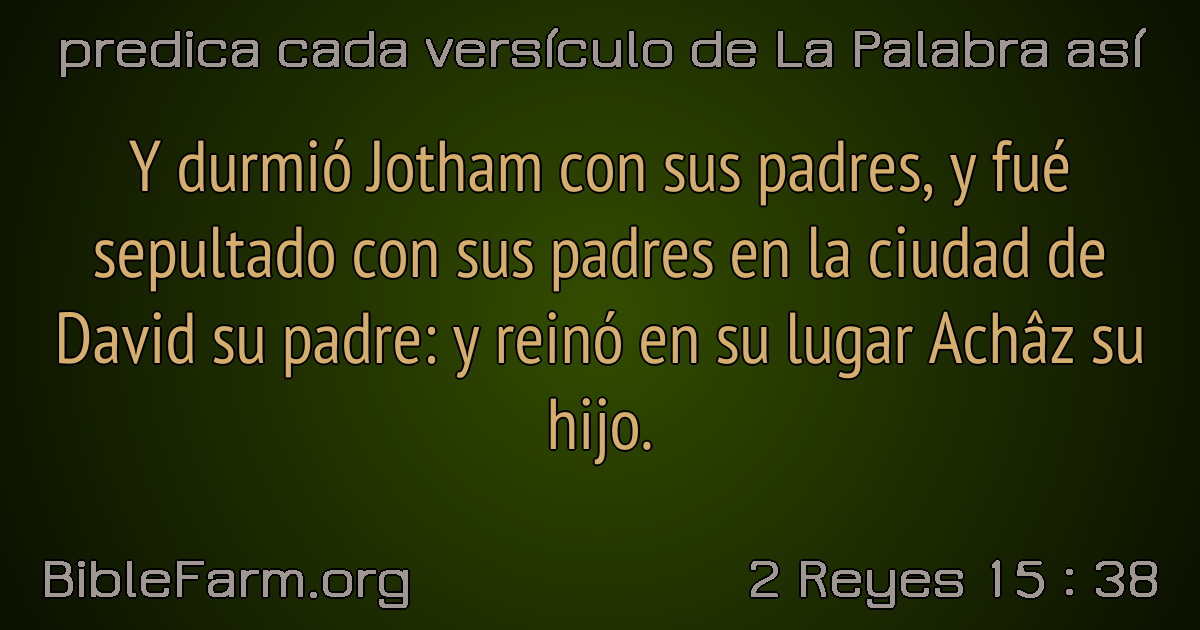 predica cada versículo de La Palabra así
Y durmió Jotham con sus padres, y fué
sepultado con sus padres en la ciudad de
David su padre: y reinó en su lugar Achâz su
hijo.
BibleFarm.org
2 Reyes 15 : 38